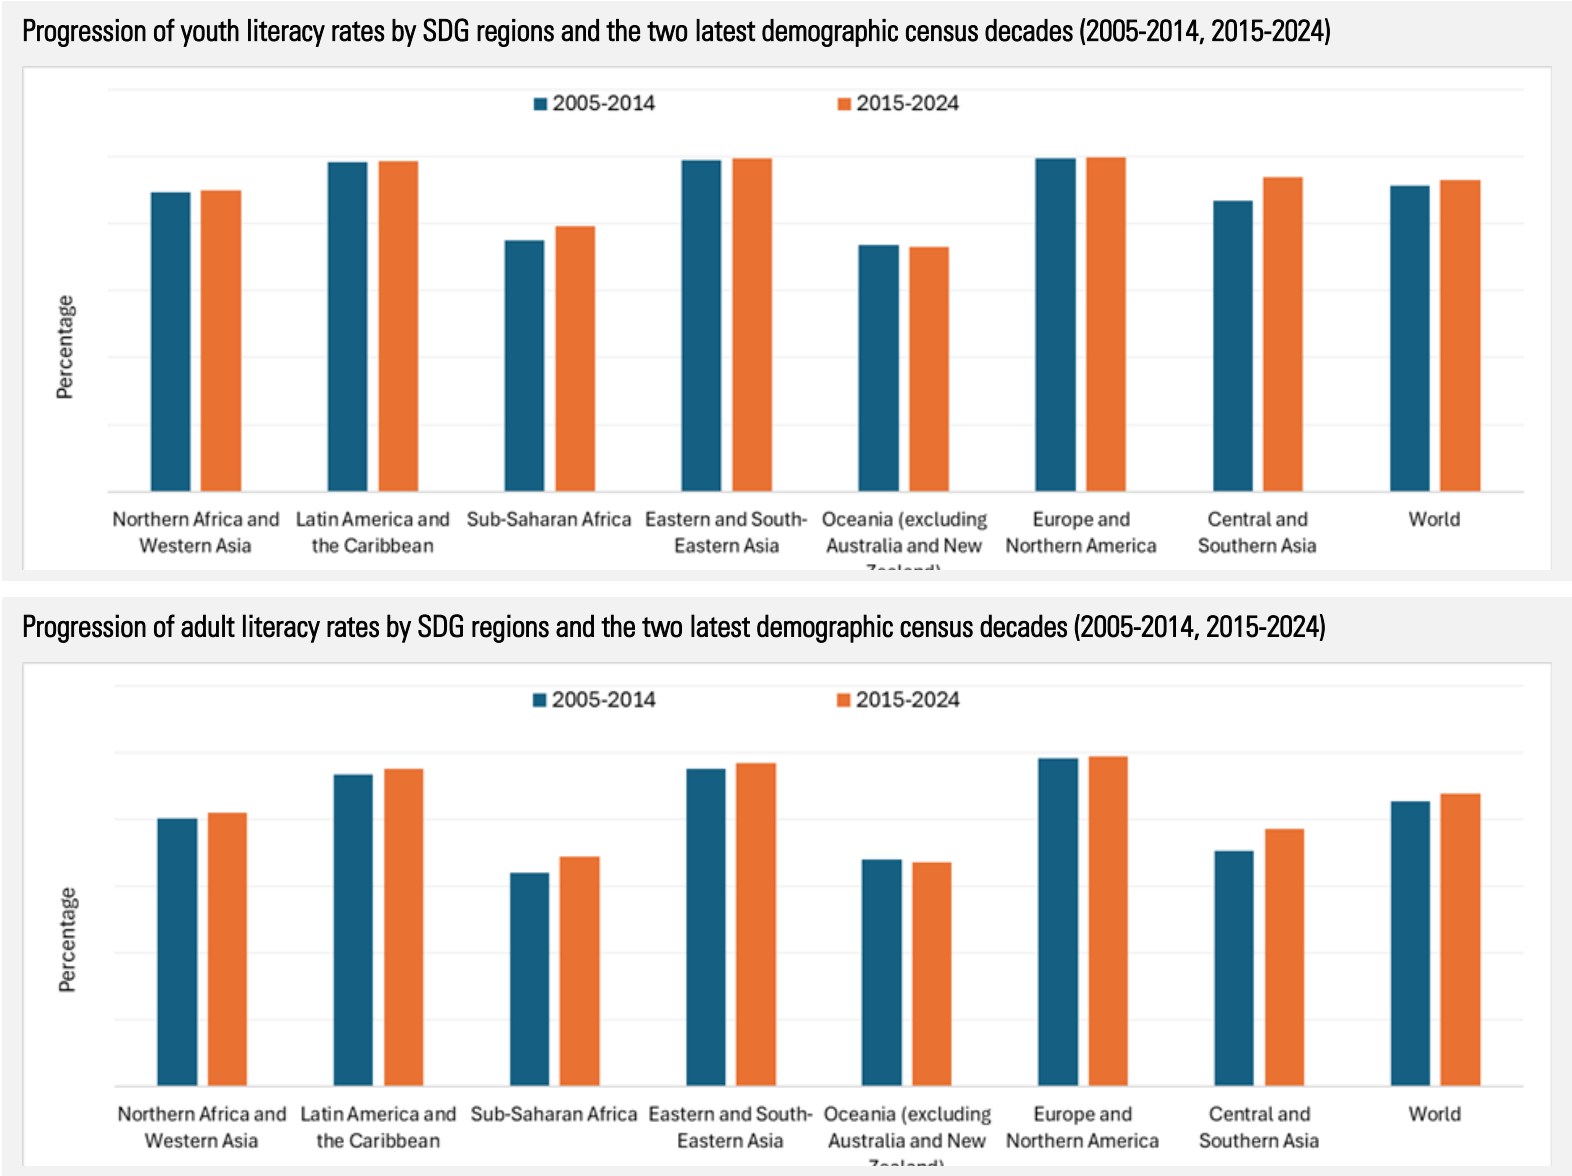 Progression of youth literacy rates by SDG regions and the two latest demographic census decades (2005-2014, 2015-2024)
2005-2014
2015-2024
Percentage
Northern Africa and
Western Asia
Latin America and
the Caribbean
Sub-Saharan Africa
Eastern and South-
Eastern Asia
Oceania (excluding
Australia and New
Zealand)
Europe and
Northern America
Central and
Southern Asia
World
Progression of adult literacy rates by SDG regions and the two latest demographic census decades (2005-2014, 2015-2024)
2005-2014
2015-2024
Percentage
Northern Africa and
Western Asia
Latin America and
the Caribbean
Sub-Saharan Africa
Eastern and South-
Eastern Asia
Oceania (excluding
Australia and New
Zealand)
Europe and
Northern America
Central and
Southern Asia
World